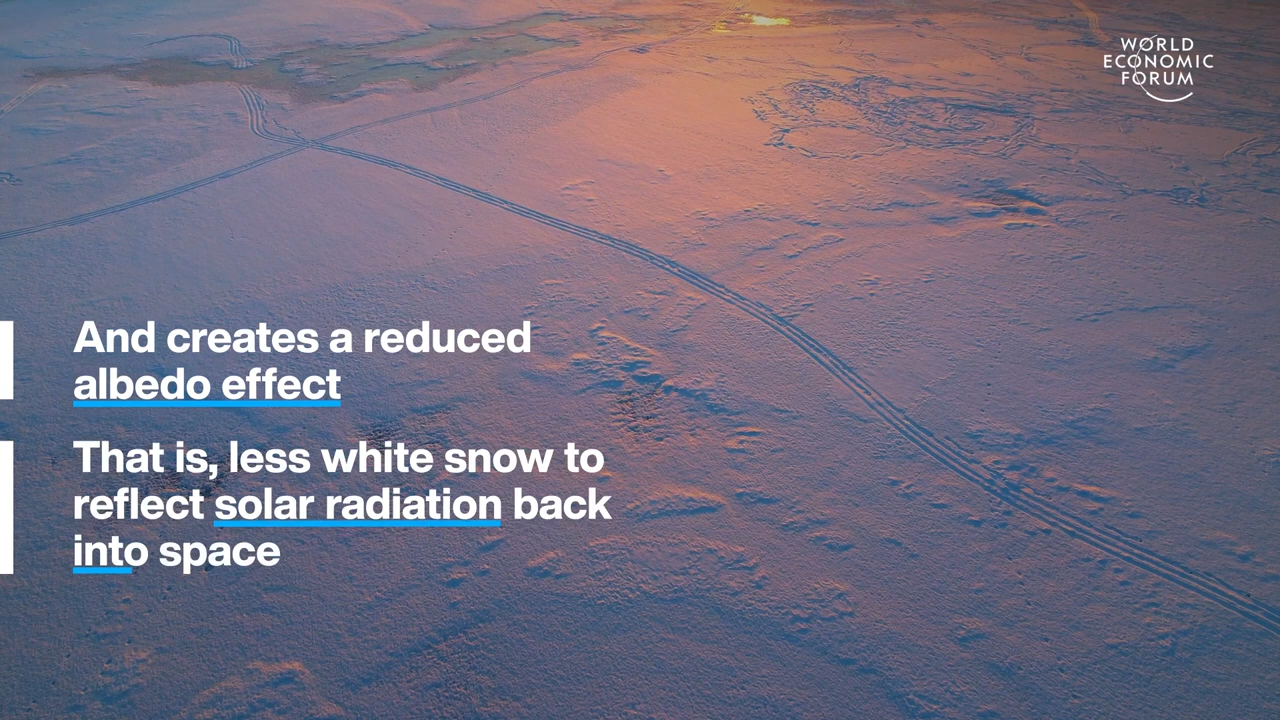 WORLD
ECONOMIC
FORUM
And creates a reduced
albedo effect
That is, less white snow to
reflect solar radiation back
into space